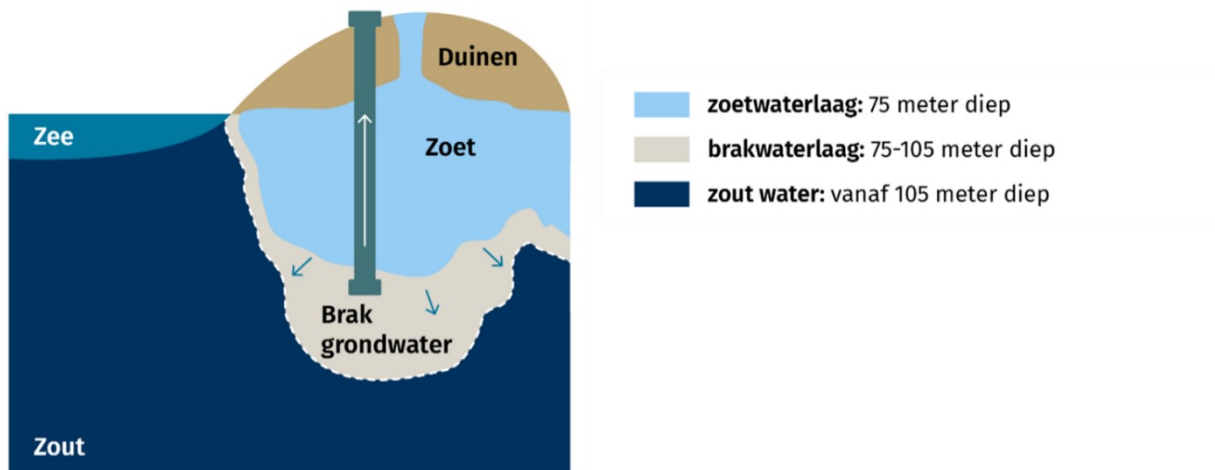 Duinen
Zee
Zoet
Brak
grondwater
Zout
zoetwaterlaag: 75 meter diep
brakwaterlaag: 75-105 meter diep
zout water: vanaf 105 meter diep